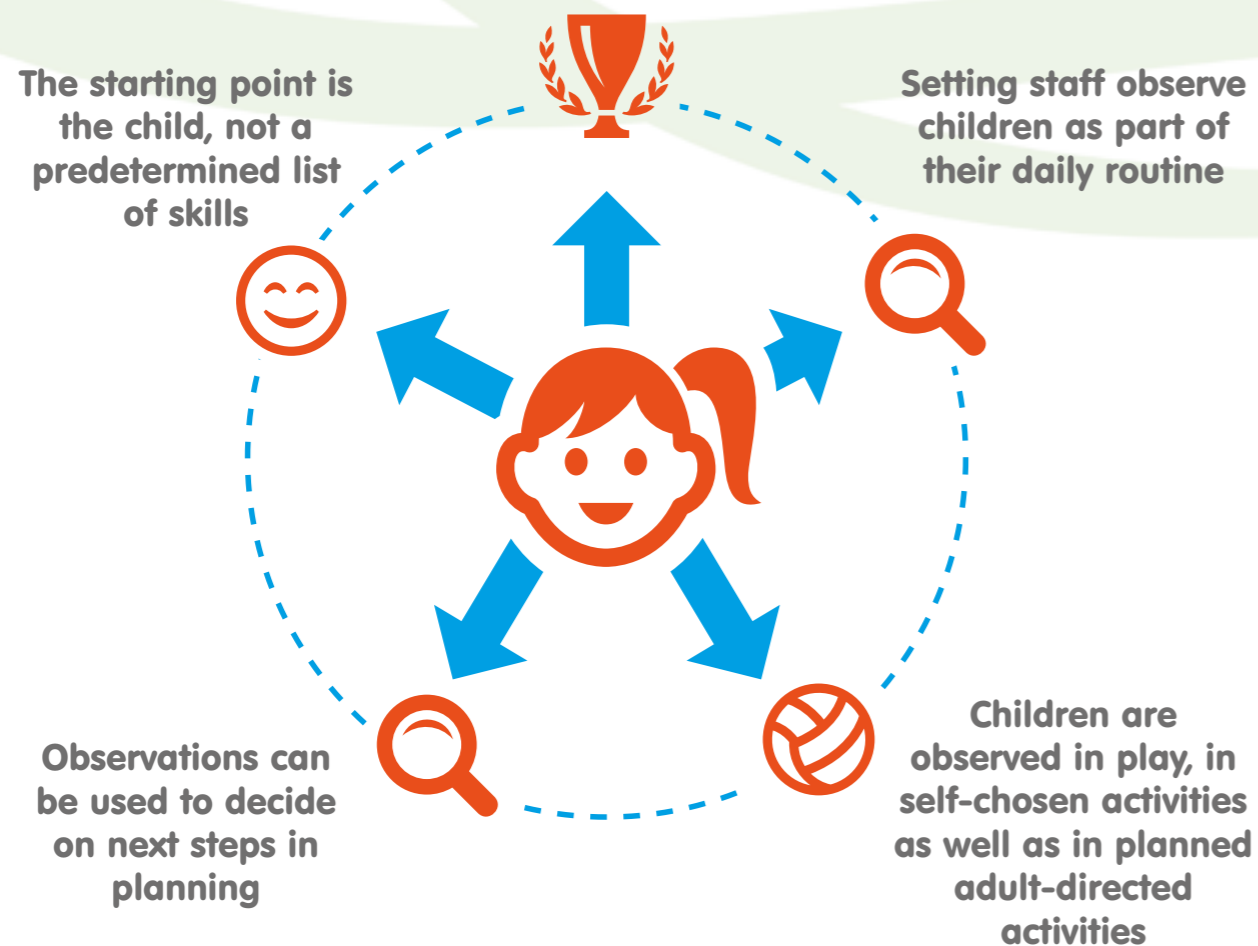 The starting point is
the child, not a
predetermined list
of skills
Setting staff observe
children as part of
their daily routine
Observations can
be used to decide
on next steps in
planning
Children are
observed in play, in
self-chosen activities
as well as in planned
adult-directed
activities